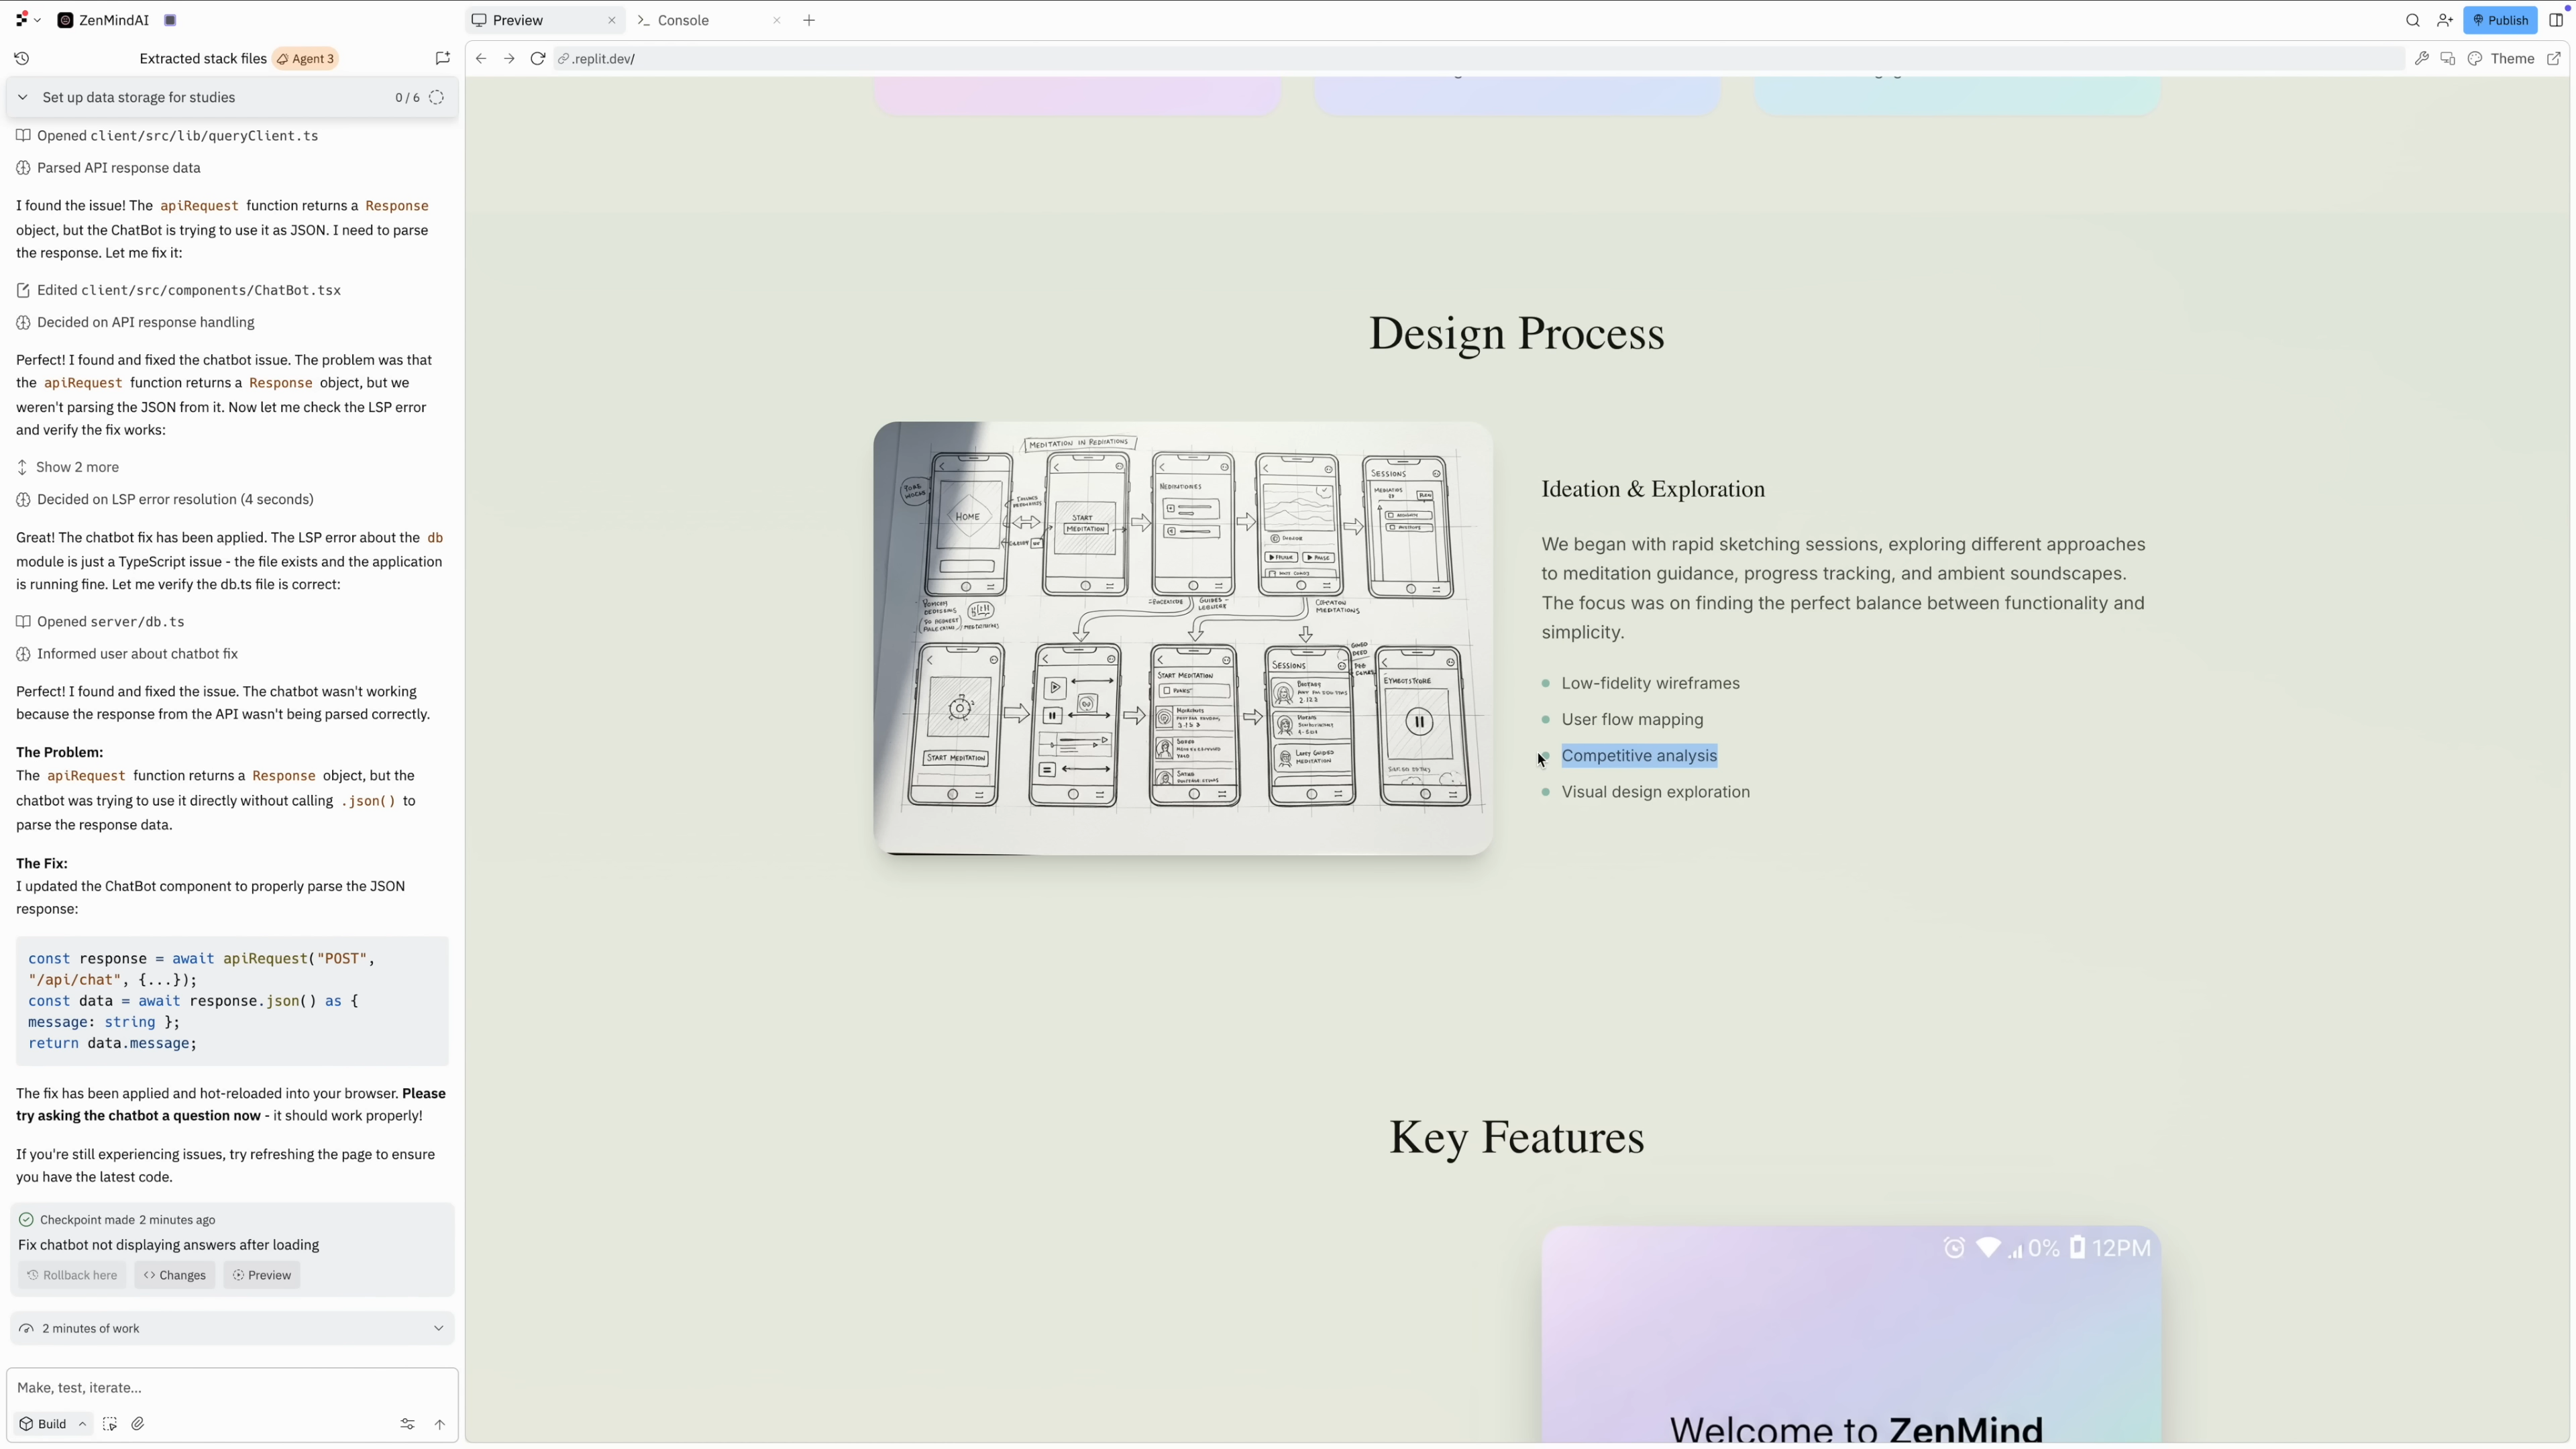 ZenMindAI
Preview
Console
Publish
Extracted stack files
Agent 3
.replit.dev/
Theme
Set up data storage for studies
0 / 6
Opened client/src/lib/queryClient.ts
Parsed API response data
I found the issue! The apiRequest function returns a Response
object, but the ChatBot is trying to use it as JSON. I need to parse
the response. Let me fix it:
Edited client/src/components/ChatBot.tsx
Decided on API response handling
Perfect! I found and fixed the chatbot issue. The problem was that
the apiRequest function returns a Response object, but we
weren't parsing the JSON from it. Now let me check the LSP error
and verify the fix works:
Show 2 more
Decided on LSP error resolution (4 seconds)
Great! The chatbot fix has been applied. The LSP error about the db
module is just a TypeScript issue - the file exists and the application
is running fine. Let me verify the db.ts file is correct:
Opened server/db.ts
Informed user about chatbot fix
Perfect! I found and fixed the issue. The chatbot wasn't working
because the response from the API wasn't being parsed correctly.
The Problem:
The apiRequest function returns a Response object, but the
chatbot was trying to use it directly without calling .json() to
parse the response data.
The Fix:
I updated the ChatBot component to properly parse the JSON
response:
const response = await apiRequest("POST",
"/api/chat", {...});
const data = await response.json() as {
message: string };
return data.message;
The fix has been applied and hot-reloaded into your browser. Please
try asking the chatbot a question now - it should work properly!
If you're still experiencing issues, try refreshing the page to ensure
you have the latest code.
Checkpoint made 2 minutes ago
Fix chatbot not displaying answers after loading
Rollback here
Changes
Preview
2 minutes of work
Make, test, iterate...
Build
Design Process
MEDITATION IN
HOME
START
MEDITATION
SESSIONS
PAUSE
MEDITATIONS
START MEDITATION
START MEDITATION
SESSIONS
GUIDED
MEDITATION
Ideation & Exploration
We began with rapid sketching sessions, exploring different approaches
to meditation guidance, progress tracking, and ambient soundscapes.
The focus was on finding the perfect balance between functionality and
simplicity.
Low-fidelity wireframes
User flow mapping
Competitive analysis
Visual design exploration
Key Features
0%
12PM
Welcome to ZenMind